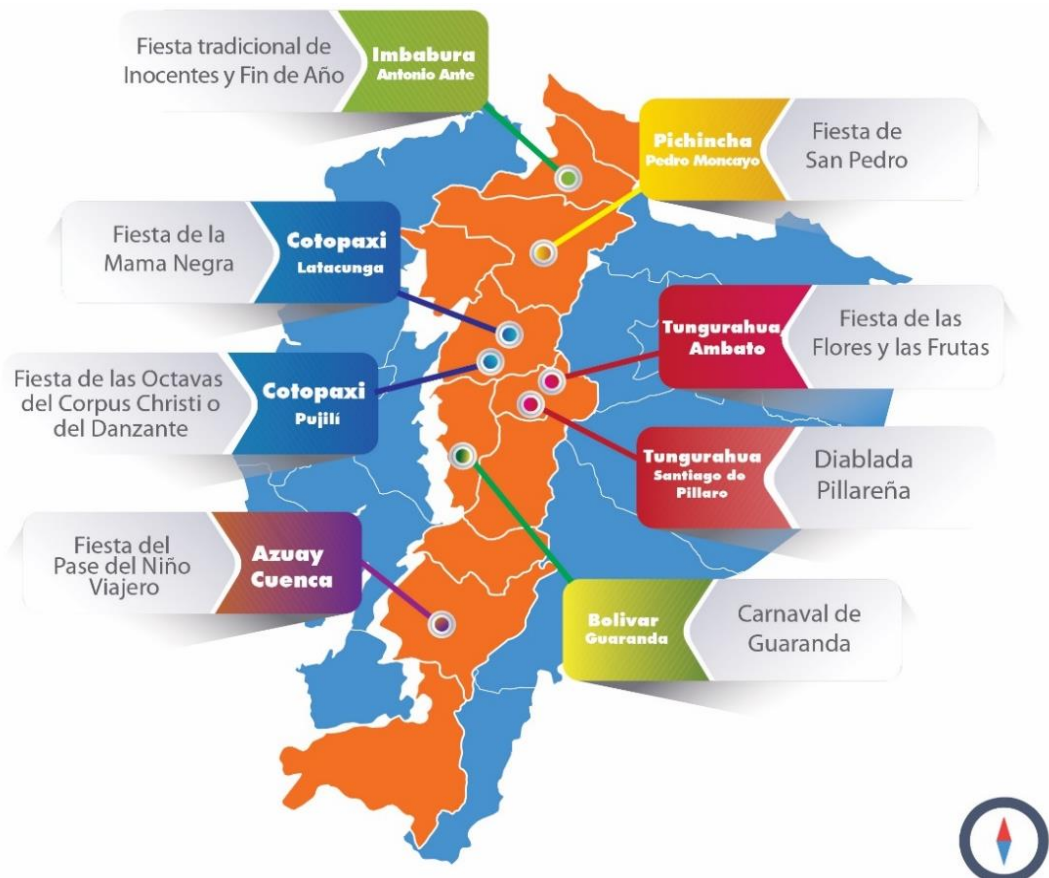 Fiesta tradicional de
Inocentes y Fin de Año
Imbabura
Antonio Ante
Pichincha
Pedro Moncayo
Fiesta de
San Pedro
Fiesta de la
Mama Negra
Cotopaxi
Latacunga
Tungurahua
Ambato
Fiesta de las
Flores y las Frutas
Fiesta de las Octavas
del Corpus Christi o
del Danzante
Cotopaxi
Pujilí
Tungurahua
Santiago de
Pillaro
Diablada
Pillareña
Fiesta del
Pase del Niño
Viajero
Azuay
Cuenca
Bolivar
Guaranda
Carnaval de
Guaranda